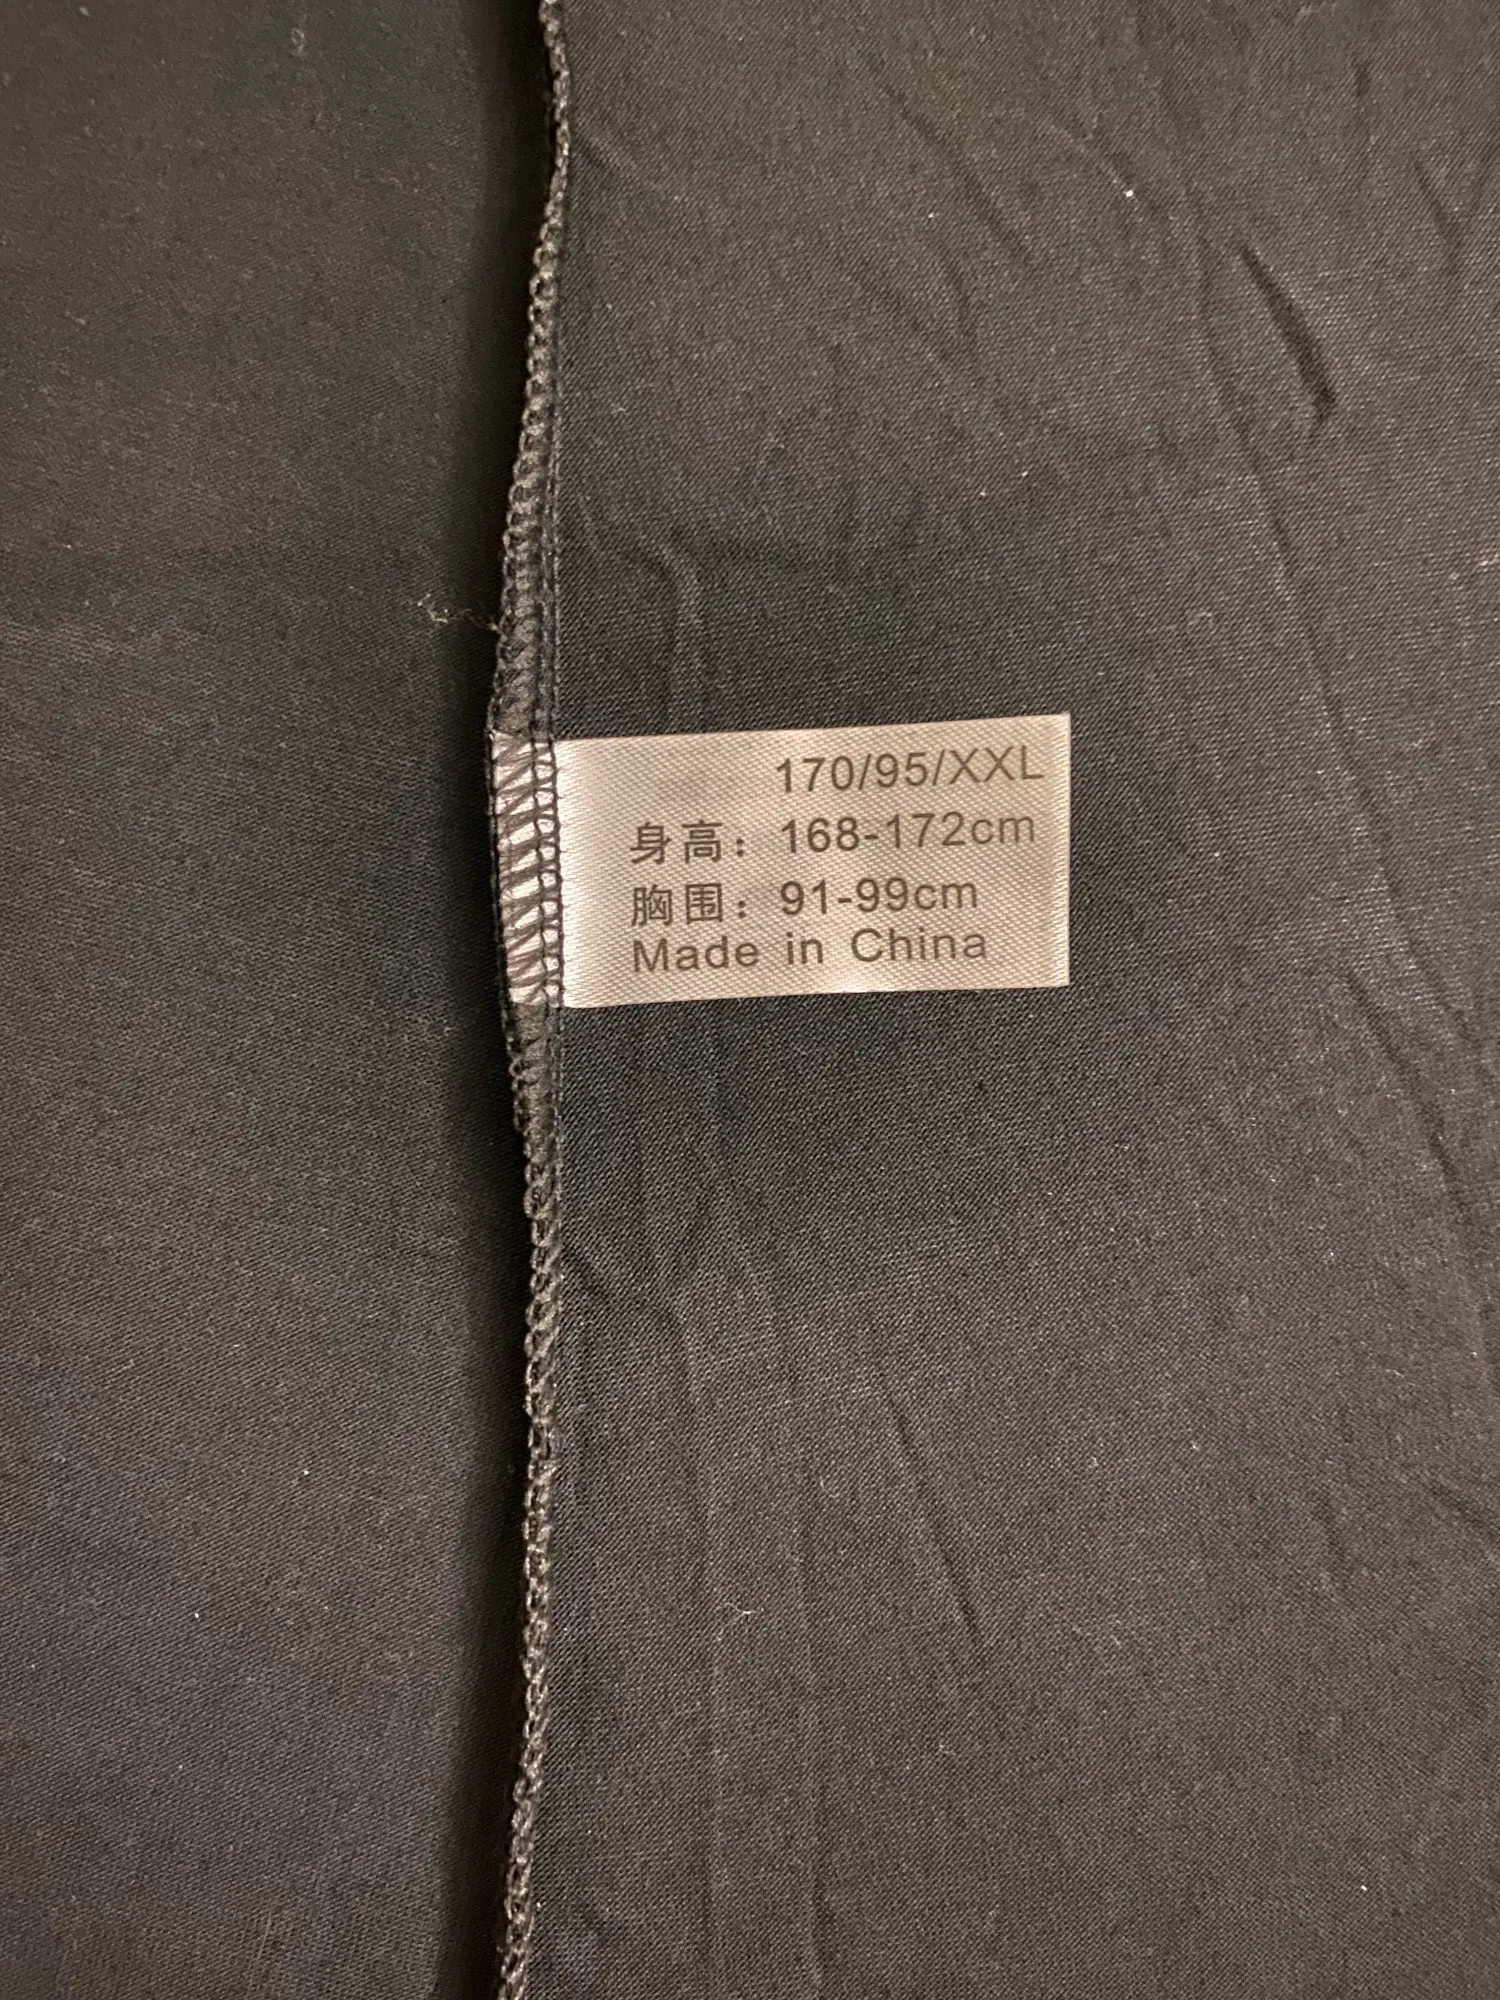 170/95/XXL
身高：168-172cm
胸围：91-99cm
Made in China